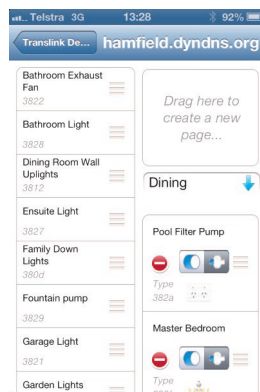 Telstra 3G 13:28 92%
Translink De... hamfield.dyndns.org
Bathroom Exhaust
Fan
3822
Bathroom Light
3828
Dining Room Wall
Uplights
3812
Ensuite Light
3827
Family Down
Lights
380d
Fountain pump
3829
Garage Light
3821
Garden Lights
Drag here to
create a new
page...
Dining
Pool Filter Pump
Type
382a
Master Bedroom
Type